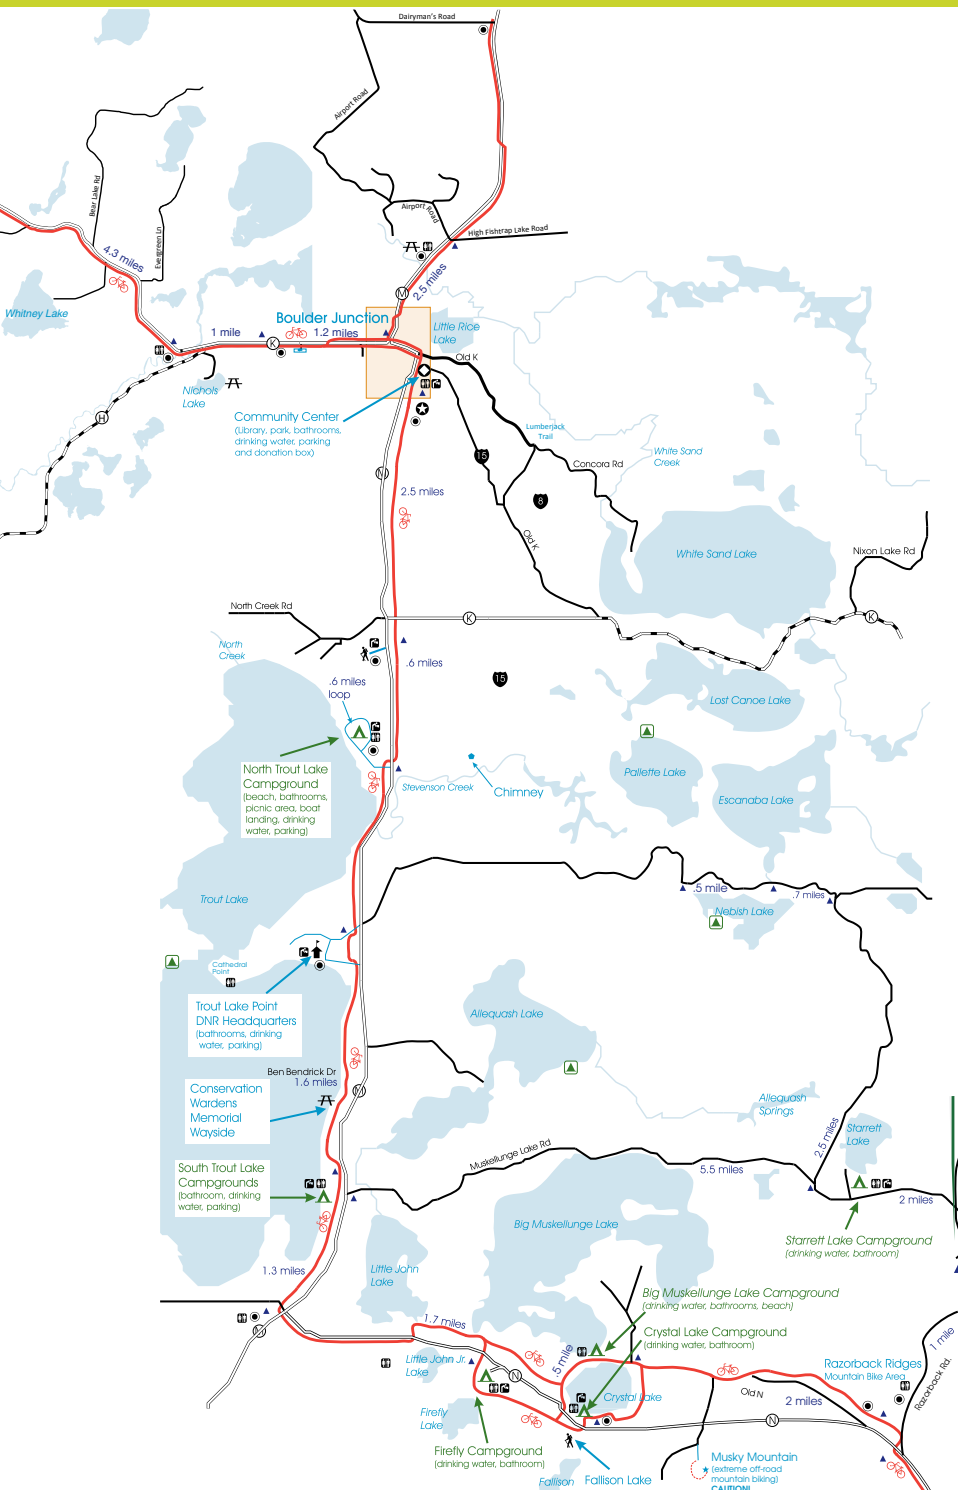 Dairyman's Road
Airport Road
Bear Lake Rd
Evergreen Ln
Airport Road
High Fishtrap Lake Road
4.3 miles
2.5 miles
M
Whitney Lake
Boulder Junction
Little Rice
Lake
1 mile
1.2 miles
K
Old K
Nichols
Lake
H
Community Center
(Library, park, bathrooms,
drinking water, parking
and donation box)
Lumberjack
Trail
White Sand
Creek
15
Concora Rd
M
2.5 miles
8
Old K
White Sand Lake
Nixon Lake Rd
North Creek Rd
K
K
North
Creek
.6 miles
15
.6 miles
loop
Lost Canoe Lake
North Trout Lake
Campground
(beach, bathrooms,
picnic area, boat
landing, drinking
water, parking)
Stevenson Creek
Chimney
Pallette Lake
Escanaba Lake
.5 mile
.7 miles
Trout Lake
Nebish Lake
Cathedral
Point
Trout Lake Point
DNR Headquarters
(bathrooms, drinking
water, parking)
Allequash Lake
Ben Bendrick Dr
1.6 miles
M
Conservation
Wardens
Memorial
Wayside
Allequash
Springs
Starrett
Lake
2.5 miles
Muskellunge Lake Rd
5.5 miles
South Trout Lake
Campgrounds
(bathroom, drinking
water, parking)
2 miles
Big Muskellunge Lake
Starrett Lake Campground
(drinking water, bathroom)
1.3 miles
Little John
Lake
Big Muskellunge Lake Campground
(drinking water, bathrooms, beach)
M
1.7 miles
Crystal Lake Campground
(drinking water, bathroom)
1 mile
Little John Jr.
Lake
.5 mile
N
Razorback Ridges
Mountain Bike Area
Razorback Rd.
Crystal Lake
Old N
2 miles
Firefly
Lake
N
Firefly Campground
(drinking water, bathroom)
Musky Mountain
(extreme off-road
mountain biking)
CAUTION!
Fallison
Fallison Lake